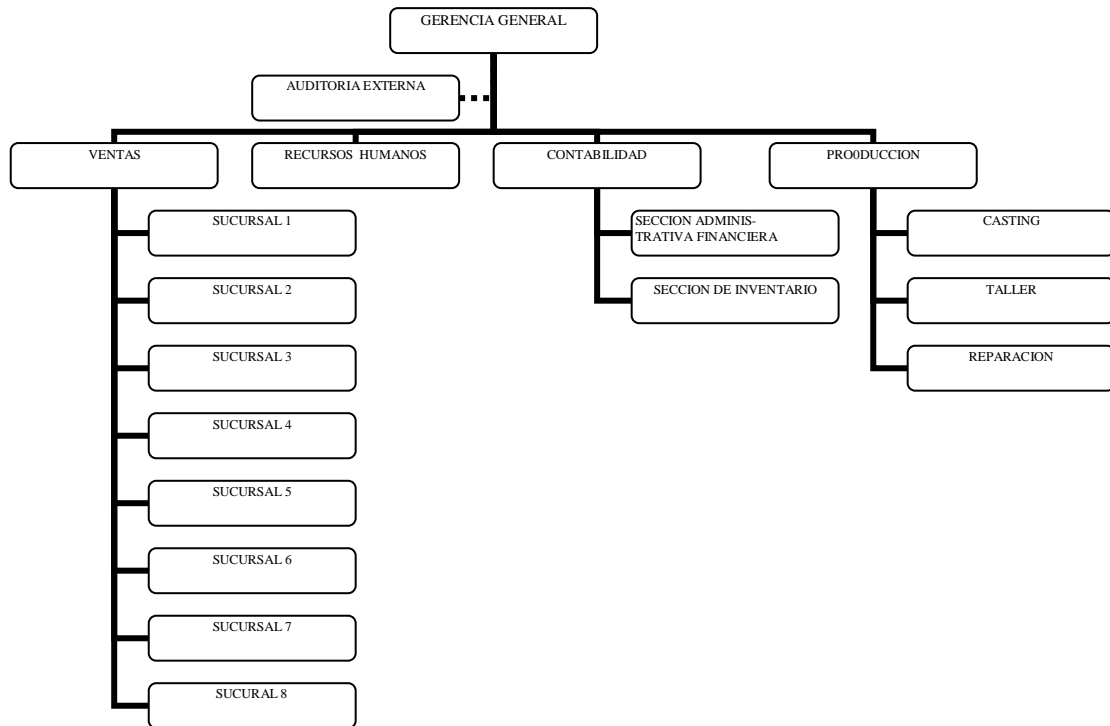 GERENCIA GENERAL
AUDITORIA EXTERNA
VENTAS
RECURSOS HUMANOS
CONTABILIDAD
PRO0DUCCION
SUCURSAL 1
SECCION ADMINIS-
TRATIVA FINANCIERA
CASTING
SUCURSAL 2
SECCION DE INVENTARIO
TALLER
SUCURSAL 3
REPARACION
SUCURSAL 4
SUCURSAL 5
SUCURSAL 6
SUCURSAL 7
SUCURAL 8